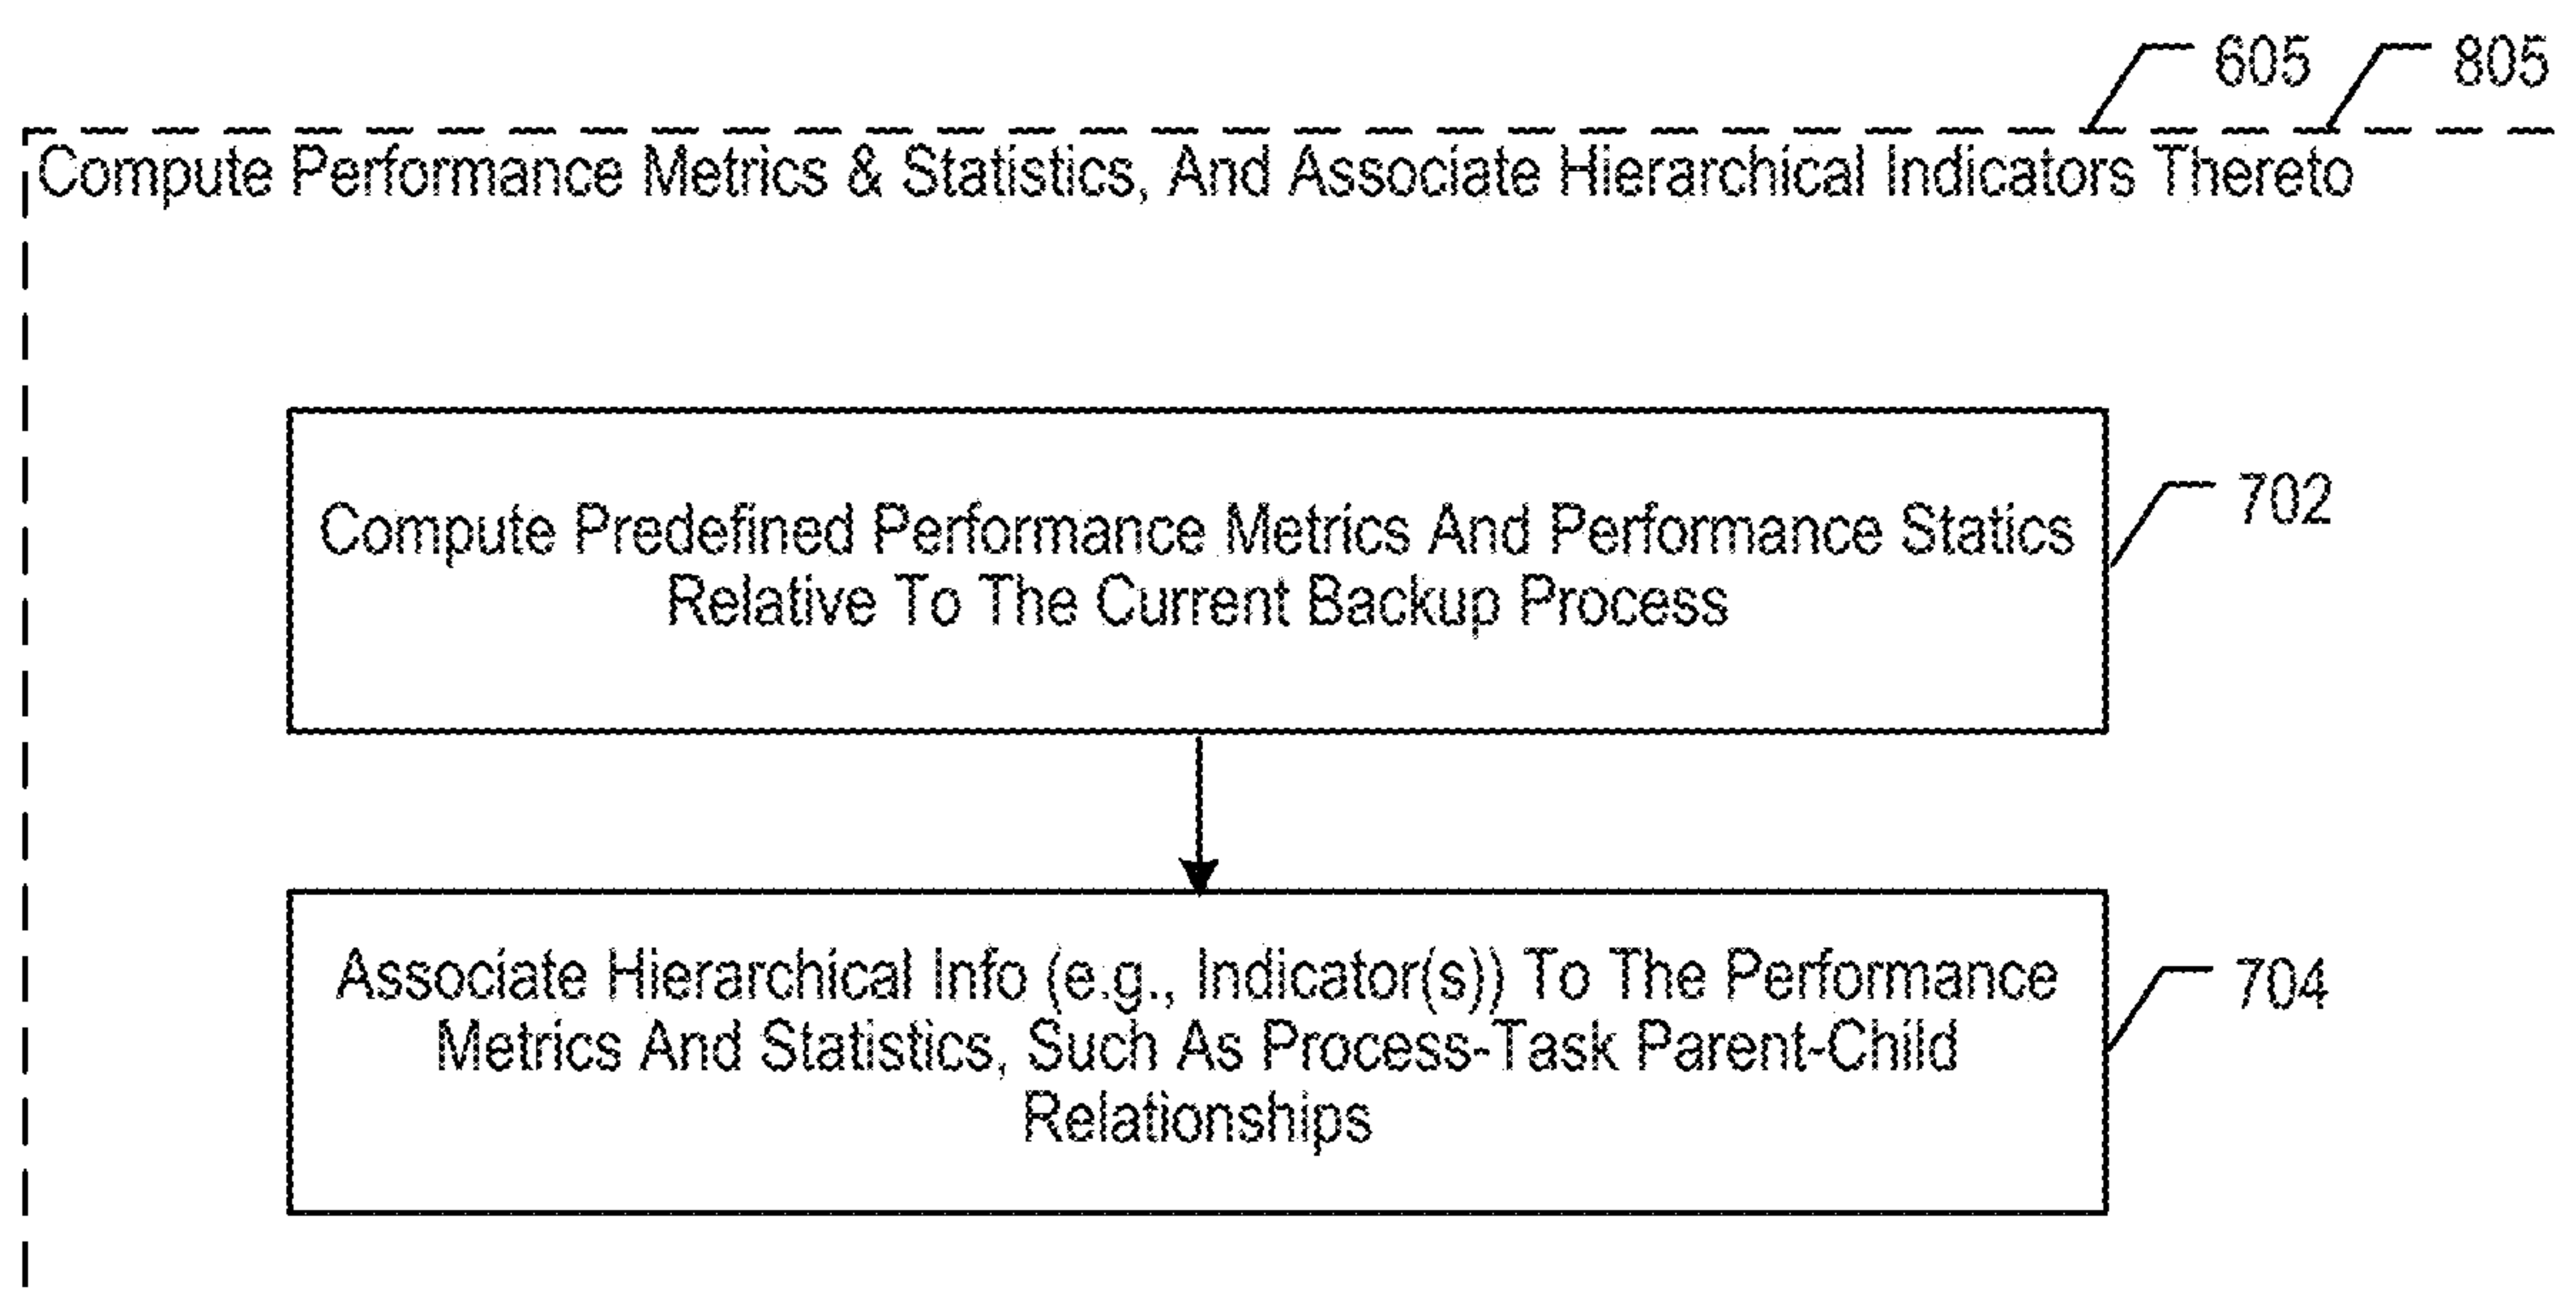 605 805
Compute Performance Metrics & Statistics, And Associate Hierarchical Indicators Thereto
Compute Predefined Performance Metrics And Performance Statics
Relative To The Current Backup Process
702
Associate Hierarchical Info (e.g., Indicator(s)) To The Performance
Metrics And Statistics, Such As Process-Task Parent-Child
Relationships
704